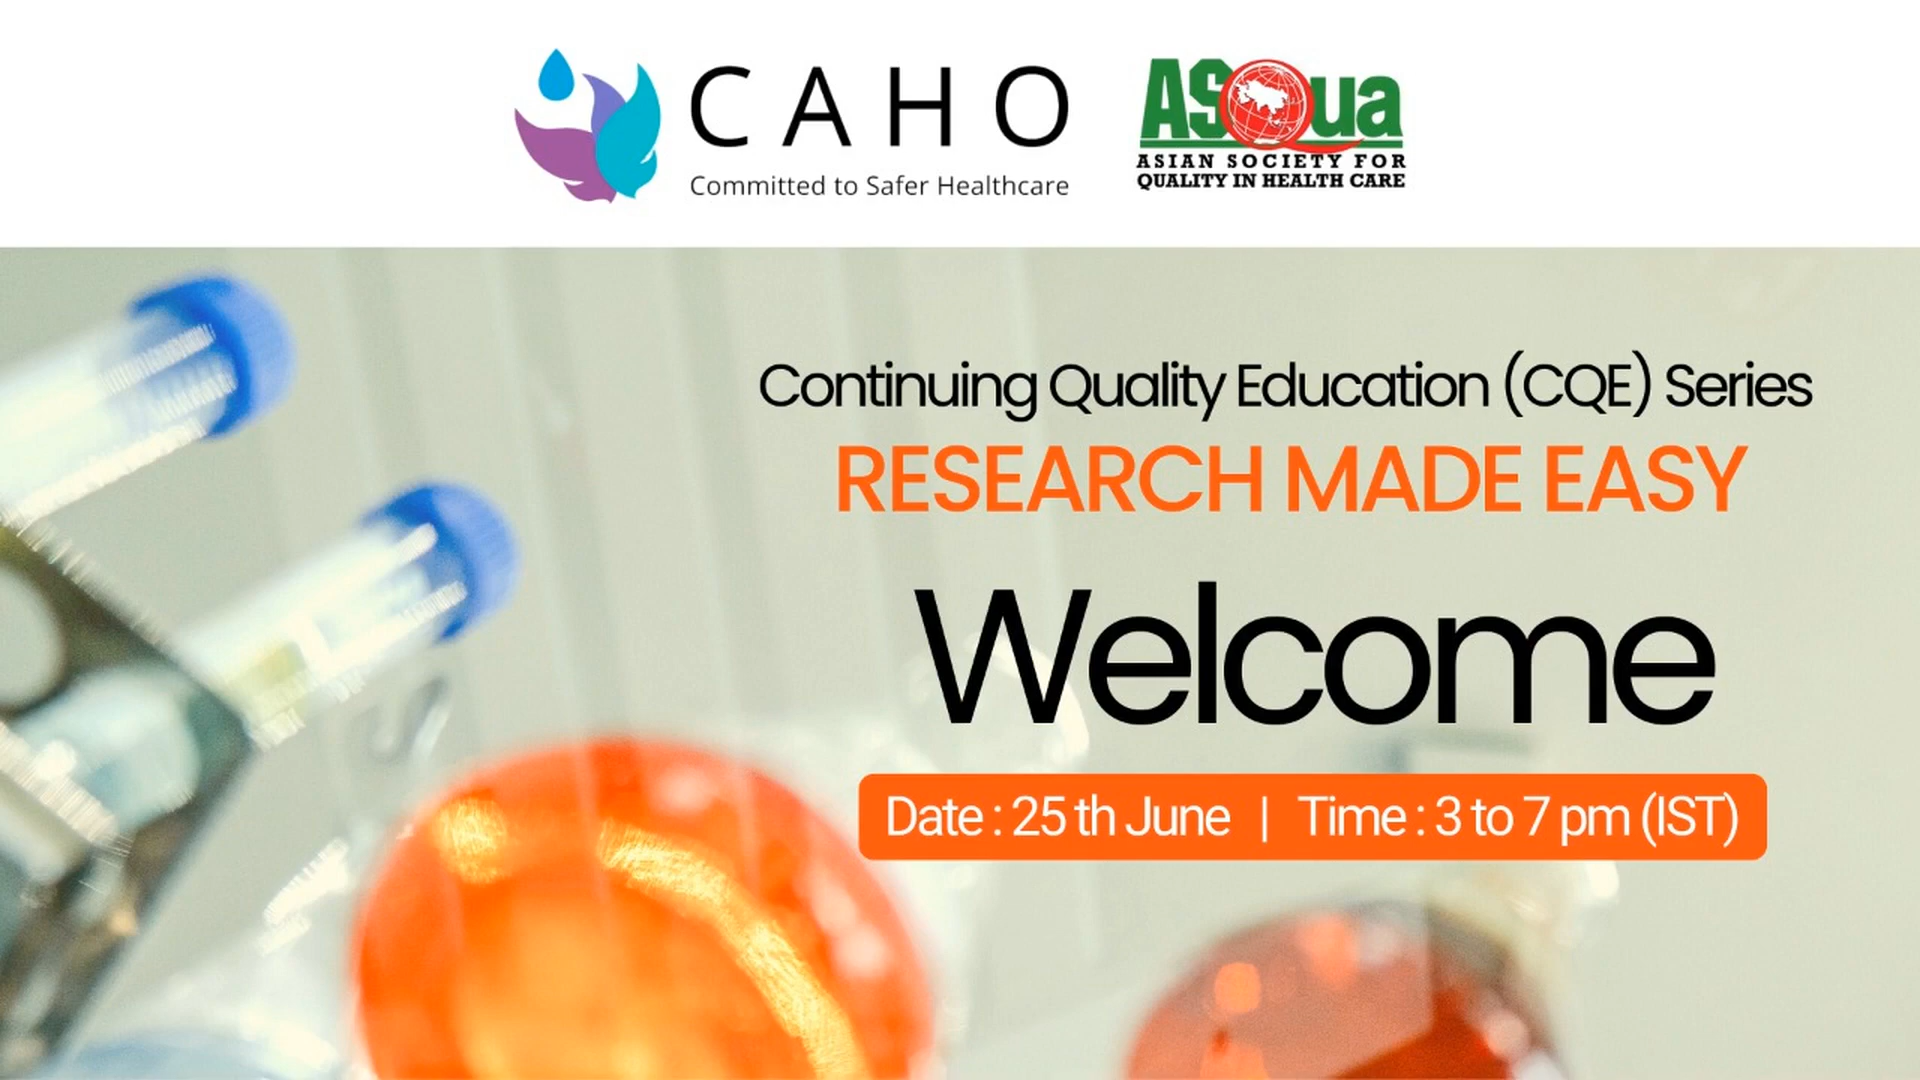 CAHO
Committed to Safer Healthcare
ASQua
ASIAN SOCIETY FOR
QUALITY IN HEALTH CARE
Continuing Quality Education (CQE) Series
RESEARCH MADE EASY
Welcome
Date : 25 th June | Time : 3 to 7 pm (IST)